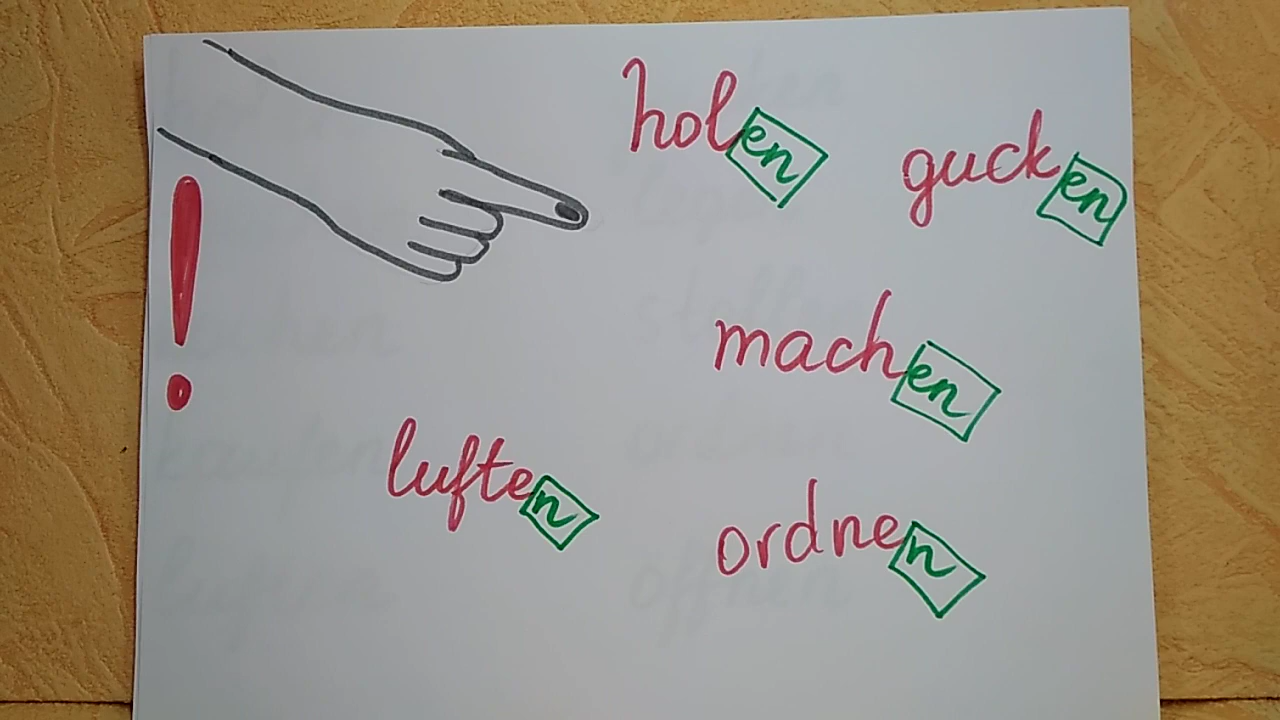 holen
gucken
machen
luften
ordnen